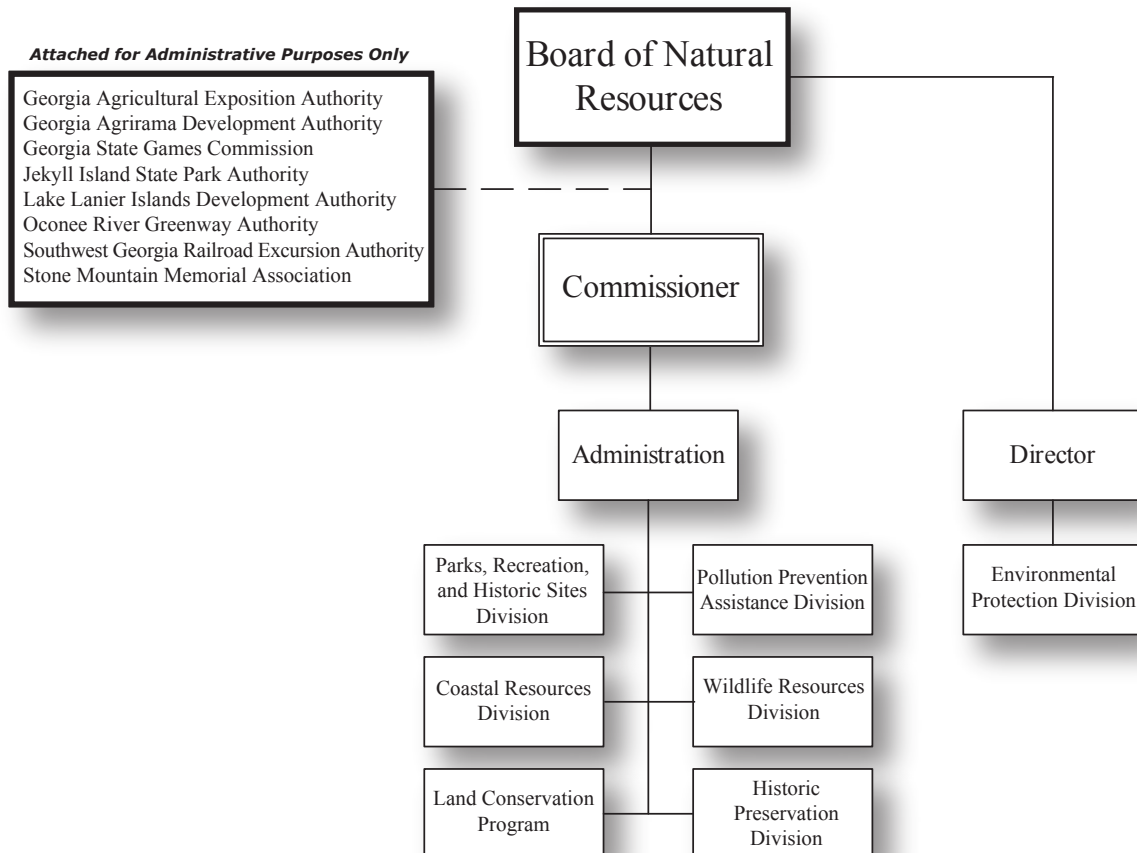 Attached for Administrative Purposes Only
Georgia Agricultural Exposition Authority
Georgia Agrirama Development Authority
Georgia State Games Commission
Jekyll Island State Park Authority
Lake Lanier Islands Development Authority
Oconee River Greenway Authority
Southwest Georgia Railroad Excursion Authority
Stone Mountain Memorial Association
Board of Natural
Resources
Commissioner
Administration
Director
Parks, Recreation,
and Historic Sites
Division
Pollution Prevention
Assistance Division
Environmental
Protection Division
Coastal Resources
Division
Wildlife Resources
Division
Land Conservation
Program
Historic
Preservation
Division